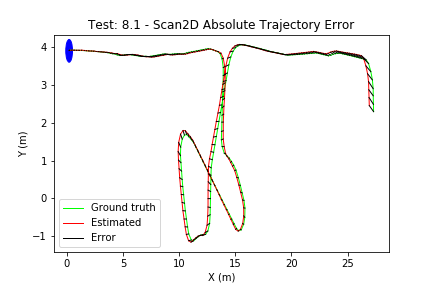 Test: 8.1 - Scan2D Absolute Trajectory Error
Y (m)
4
3
2
1
0
−1
Ground truth
Estimated
Error
0 5 10 15 20 25
X (m)